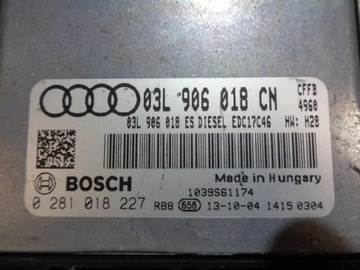 03L 906 018 CN CFFB 4960
03L 906 018 ES DIESEL EDC17C46 HW: H28
BOSCH Made in Hungary
1039S61174
0 281 018 227 RBB 658 13-10-04 1415 0304